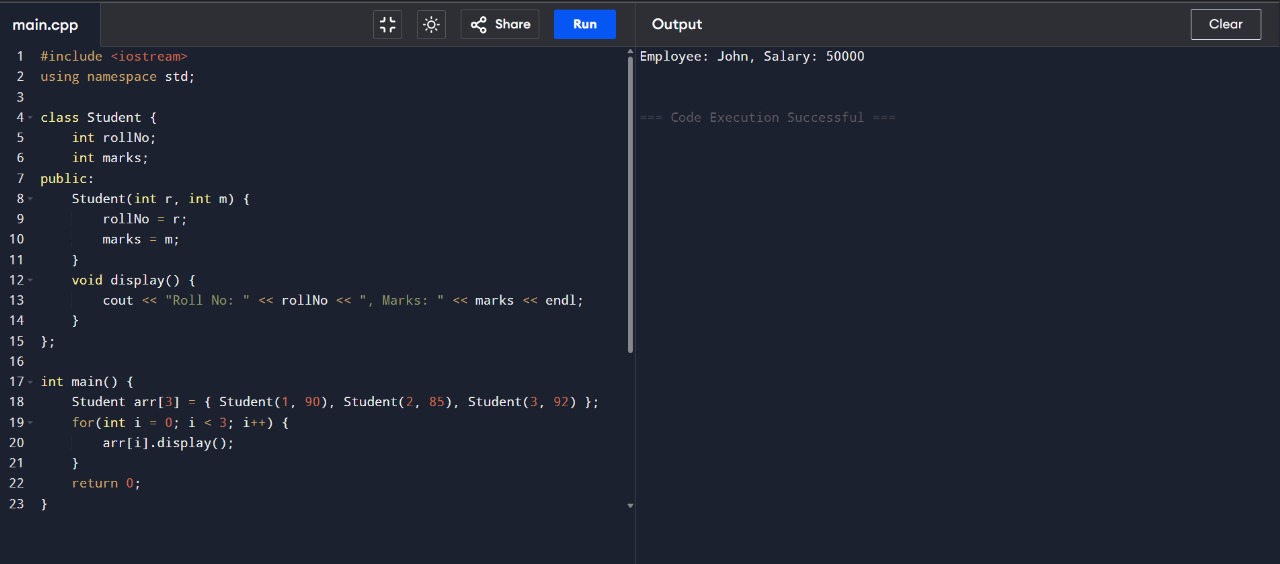 main.cpp
Share
Run
Output
Clear
1 #include <iostream>
2 using namespace std;
3
4 class Student {
5     int rollNo;
6     int marks;
7 public:
8     Student(int r, int m) {
9         rollNo = r;
10         marks = m;
11     }
12     void display() {
13         cout << "Roll No: " << rollNo << ", Marks: " << marks << endl;
14     }
15 };
16
17 int main() {
18     Student arr[3] = { Student(1, 90), Student(2, 85), Student(3, 92) };
19     for(int i = 0; i < 3; i++) {
20         arr[i].display();
21     }
22     return 0;
23 }
Employee: John, Salary: 50000
=== Code Execution Successful ===